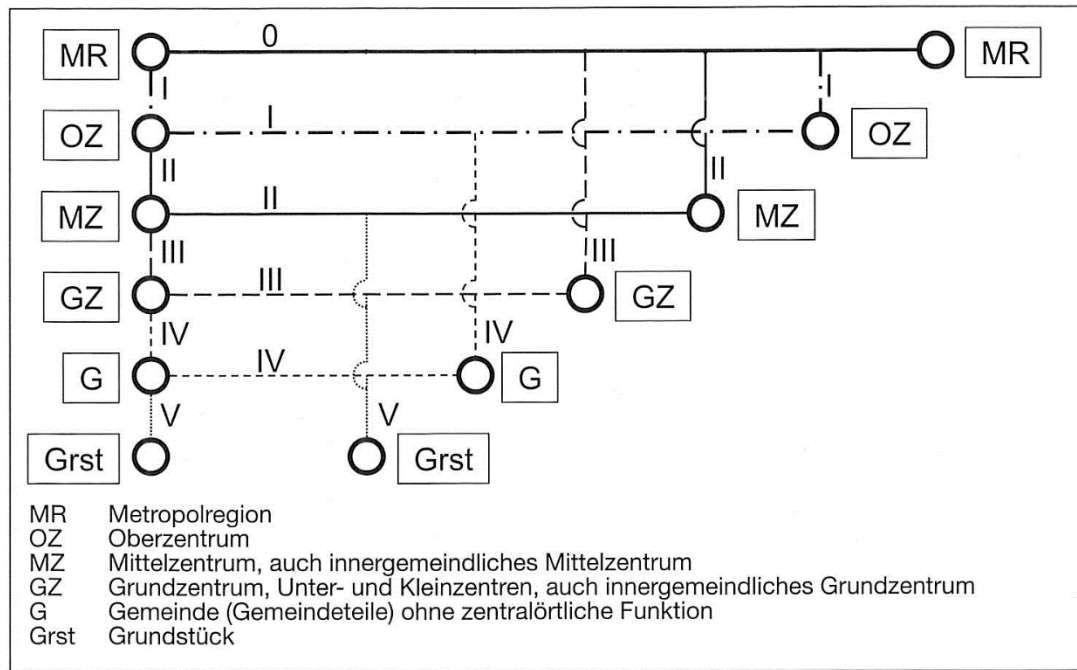 MR 0 MR
I I
OZ I OZ
II II
MZ II MZ
III III
GZ III GZ
IV IV
G IV G
V V
Grst Grst
MR Metropolregion
OZ Oberzentrum
MZ Mittelzentrum, auch innergemeindliches Mittelzentrum
GZ Grundzentrum, Unter- und Kleinzentren, auch innergemeindliches Grundzentrum
G Gemeinde (Gemeindeteile) ohne zentralörtliche Funktion
Grst Grundstück